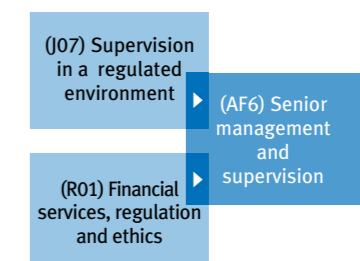 (J07) Supervision
in a regulated
environment
(AF6) Senior
management
and
supervision
(R01) Financial
services, regulation
and ethics